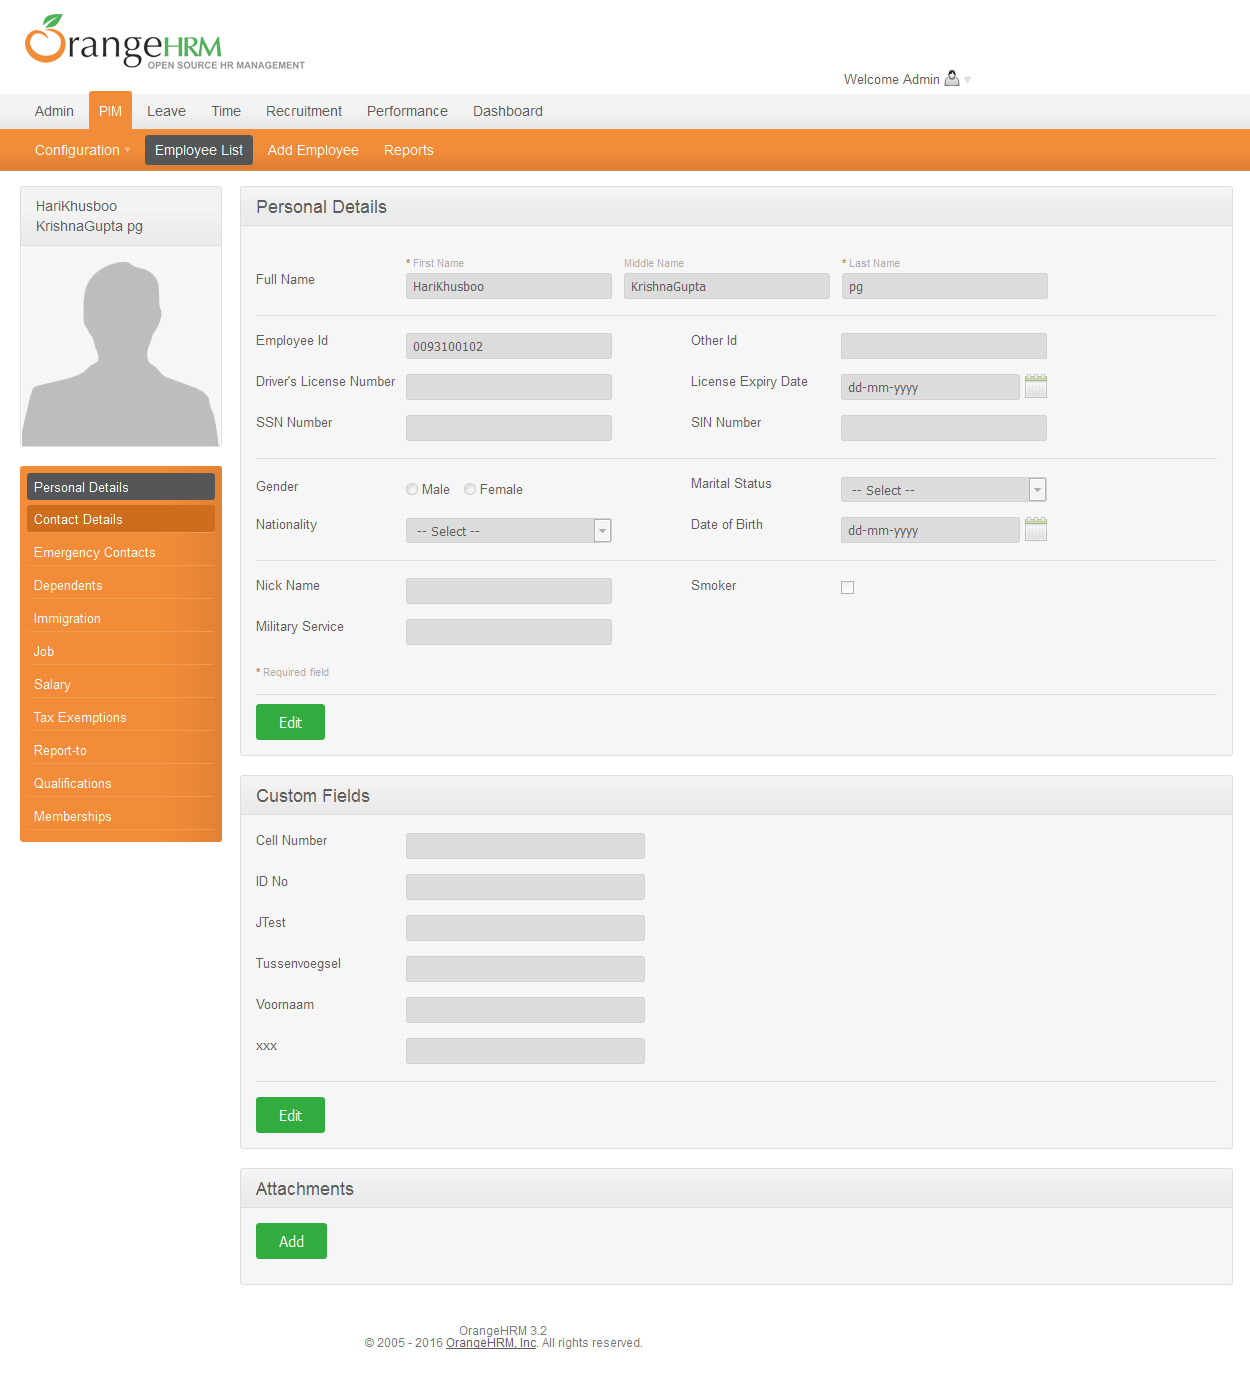 OrangeHRM
OPEN SOURCE HR MANAGEMENT
Welcome Admin
Admin PIM Leave Time Recruitment Performance Dashboard
Configuration Employee List Add Employee Reports
HariKhusboo
KrishnaGupta pg
Personal Details
Contact Details
Emergency Contacts
Dependents
Immigration
Job
Salary
Tax Exemptions
Report-to
Qualifications
Memberships
Personal Details
* First Name Middle Name * Last Name
Full Name HariKhusboo KrishnaGupta pg
Employee Id 0093100102 Other Id
Driver's License Number License Expiry Date dd-mm-yyyy
SSN Number SIN Number
Gender Male Female Marital Status -- Select --
Nationality -- Select -- Date of Birth dd-mm-yyyy
Nick Name Smoker
Military Service
* Required field
Edit
Custom Fields
Cell Number
ID No
JTest
Tussenvoegsel
Voornaam
xxx
Edit
Attachments
Add
OrangeHRM 3.2
© 2005 - 2016 OrangeHRM, Inc. All rights reserved.